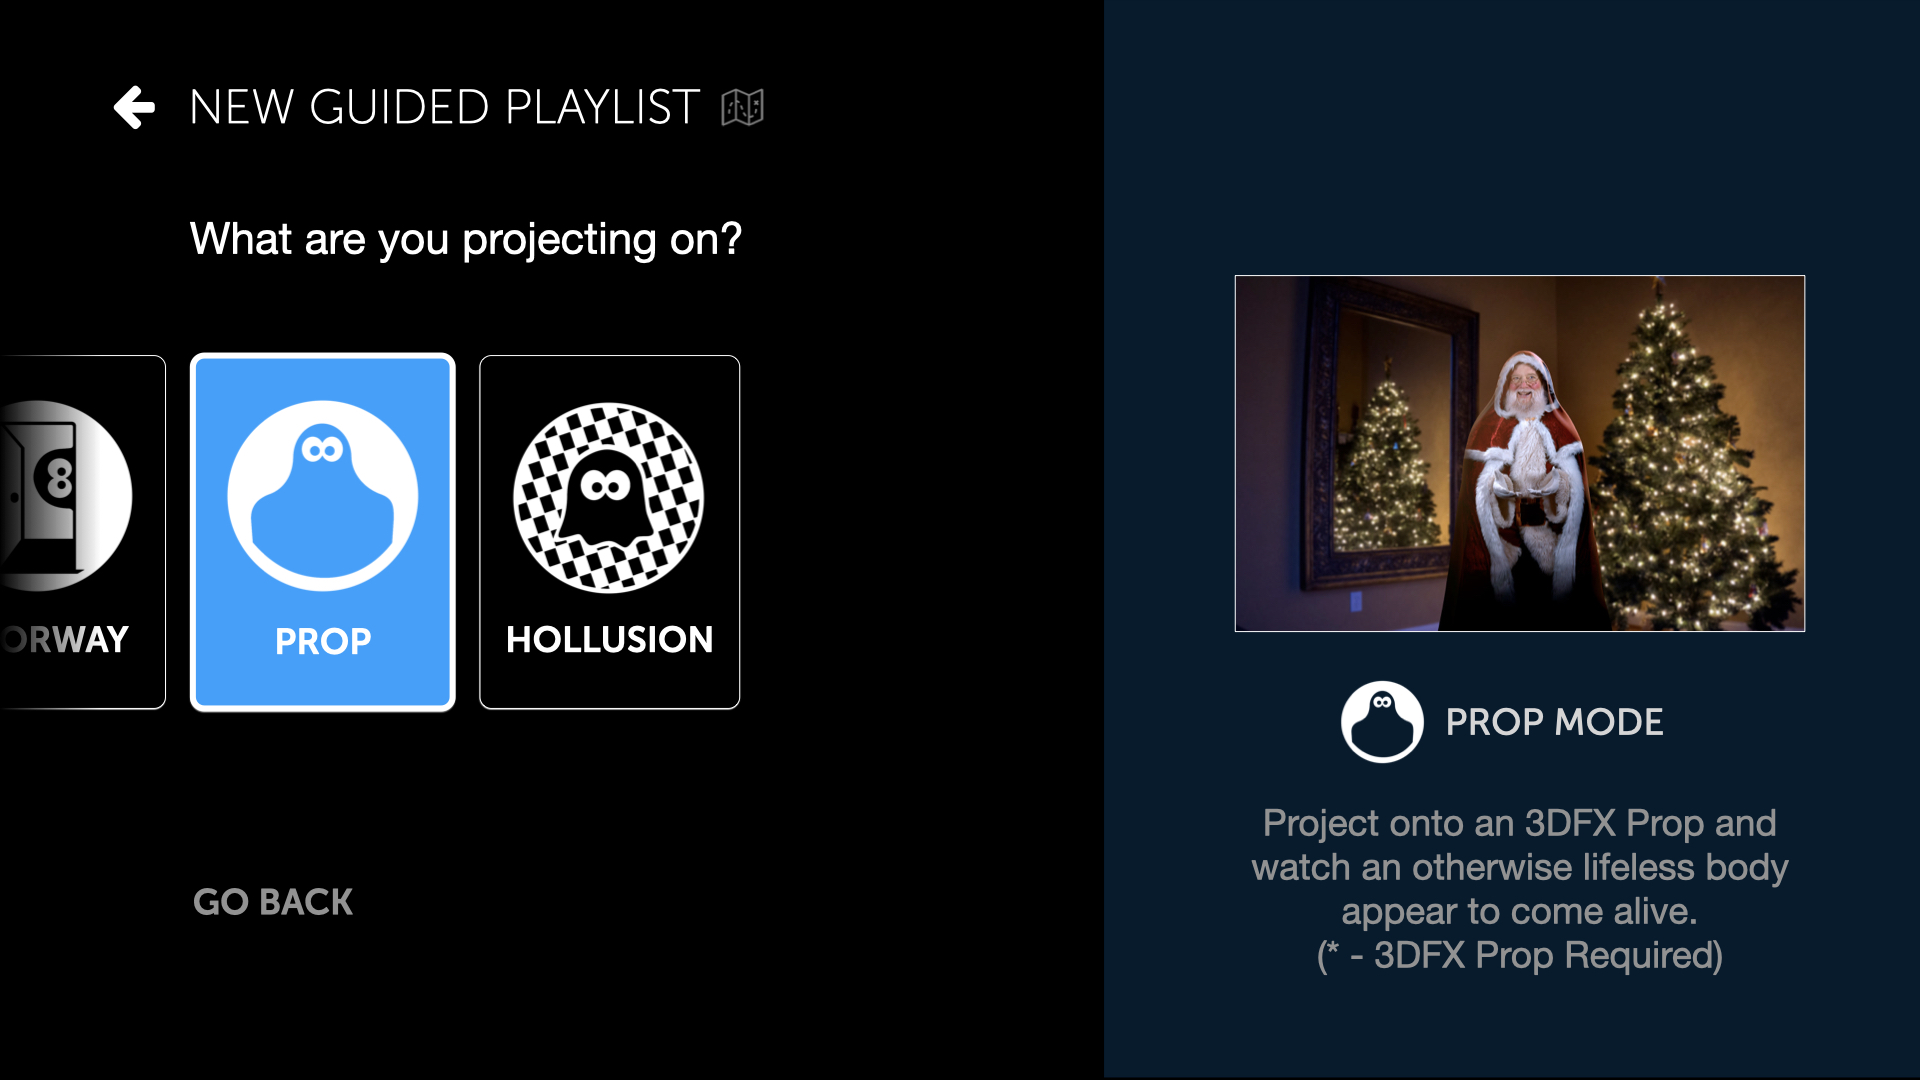 NEW GUIDED PLAYLIST
What are you projecting on?
8
ORWAY
PROP
HOLLUSION
GO BACK
PROP MODE
Project onto an 3DFX Prop and
watch an otherwise lifeless body
appear to come alive.
(* - 3DFX Prop Required)